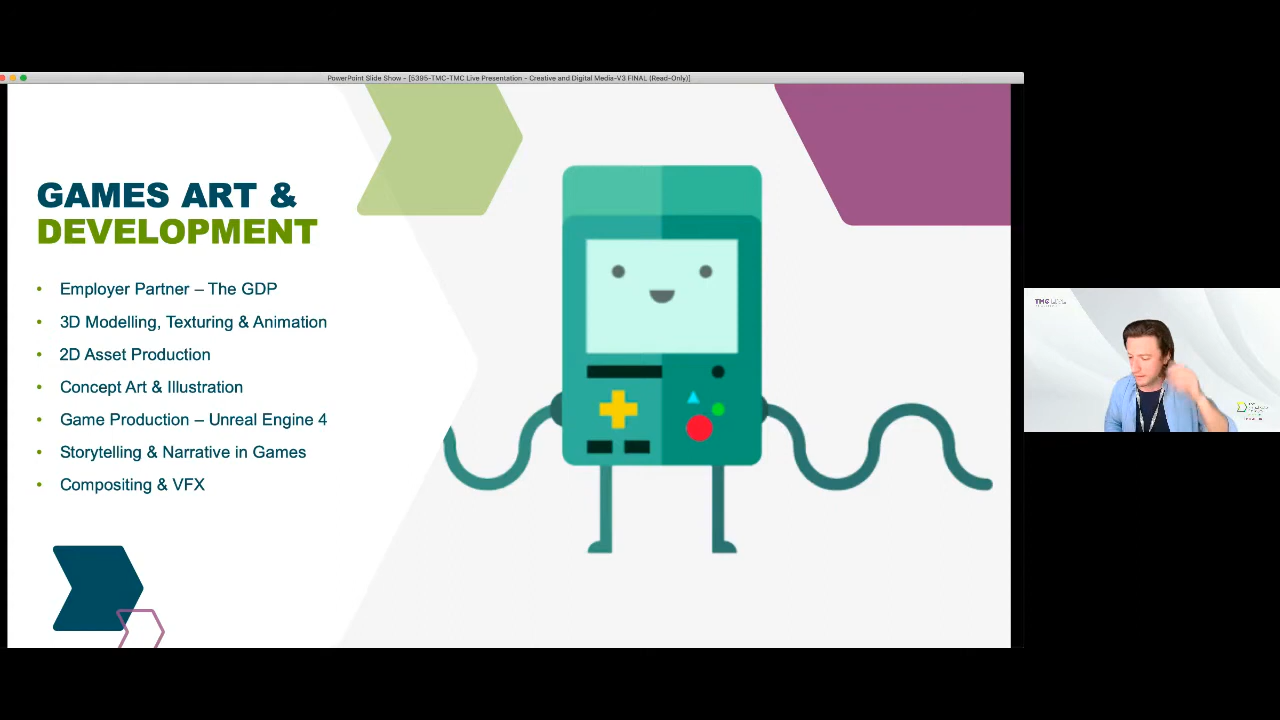 PowerPoint Slide Show - [5395-TMC-TMC Live Presentation - Creative and Digital Media-V3 FINAL (Read-Only)]
GAMES ART &
DEVELOPMENT
• Employer Partner – The GDP
• 3D Modelling, Texturing & Animation
• 2D Asset Production
• Concept Art & Illustration
• Game Production – Unreal Engine 4
• Storytelling & Narrative in Games
• Compositing & VFX
TMC LIVE